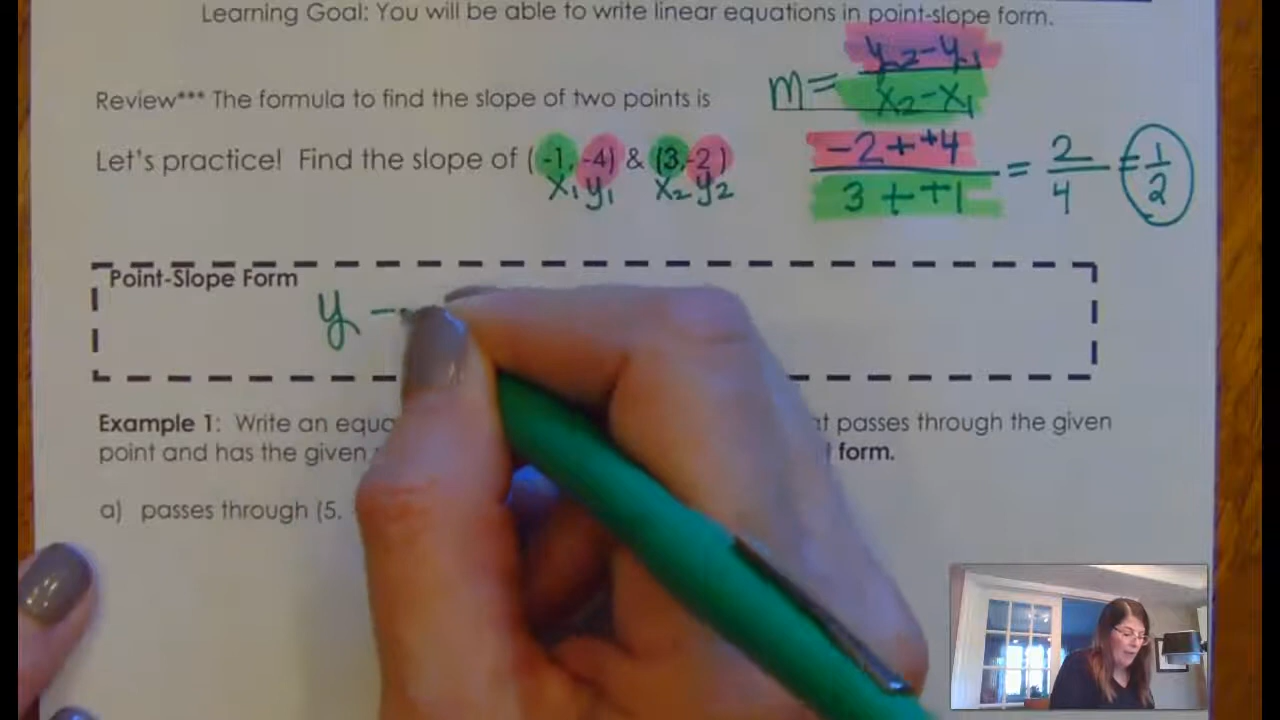 Learning Goal: You will be able to write linear equations in point-slope form.
Review*** The formula to find the slope of two points is m = y₂-y₁ / x₂-x₁
Let's practice! Find the slope of (-1, -4) & (3,-2) -2++4 / 3++1 = 2/4 = 1/2
x₁ y₁ x₂ y₂
Point-Slope Form
y -
Example 1: Write an passes through the given
point and has the given form.
a) passes through (5,